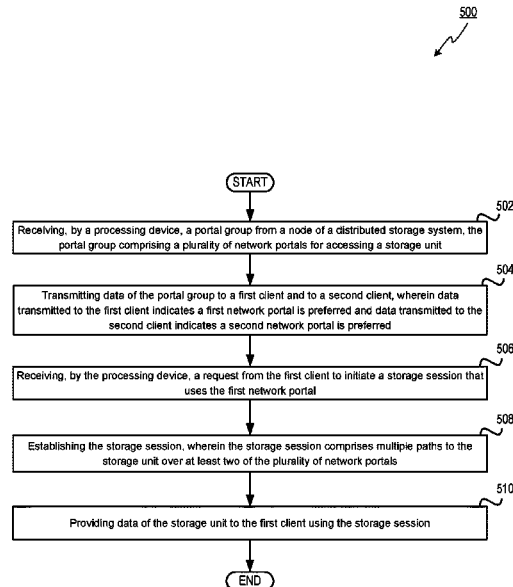 500
START
502
Receiving, by a processing device, a portal group from a node of a distributed storage system, the
portal group comprising a plurality of network portals for accessing a storage unit
504
Transmitting data of the portal group to a first client and to a second client, wherein data
transmitted to the first client indicates a first network portal is preferred and data transmitted to the
second client indicates a second network portal is preferred
506
Receiving, by the processing device, a request from the first client to initiate a storage session that
uses the first network portal
508
Establishing the storage session, wherein the storage session comprises multiple paths to the
storage unit over at least two of the plurality of network portals
510
Providing data of the storage unit to the first client using the storage session
END